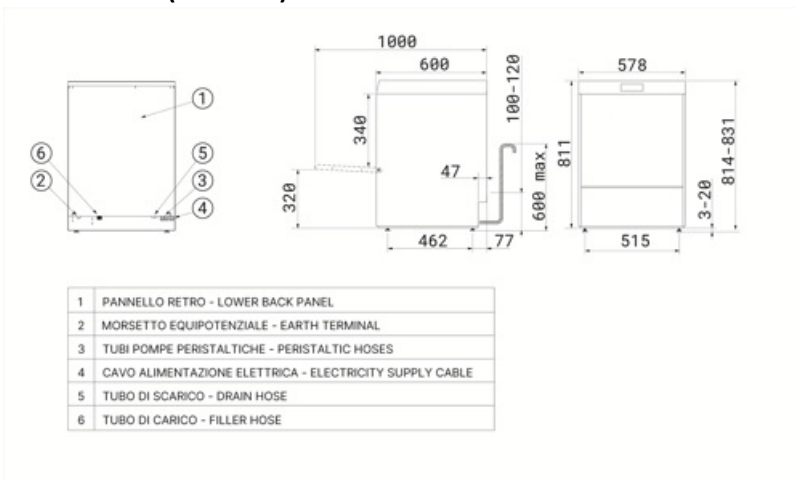 1000
600
578
1
100-120
340
811
814-831
6
5
47
2
3
600 max
320
4
3-20
462
77
515
1 PANNELLO RETRO - LOWER BACK PANEL
2 MORSETTO EQUIPOTENZIALE - EARTH TERMINAL
3 TUBI POMPE PERISTALTICHE - PERISTALTIC HOSES
4 CAVO ALIMENTAZIONE ELETTRICA - ELECTRICITY SUPPLY CABLE
5 TUBO DI SCARICO - DRAIN HOSE
6 TUBO DI CARICO - FILLER HOSE